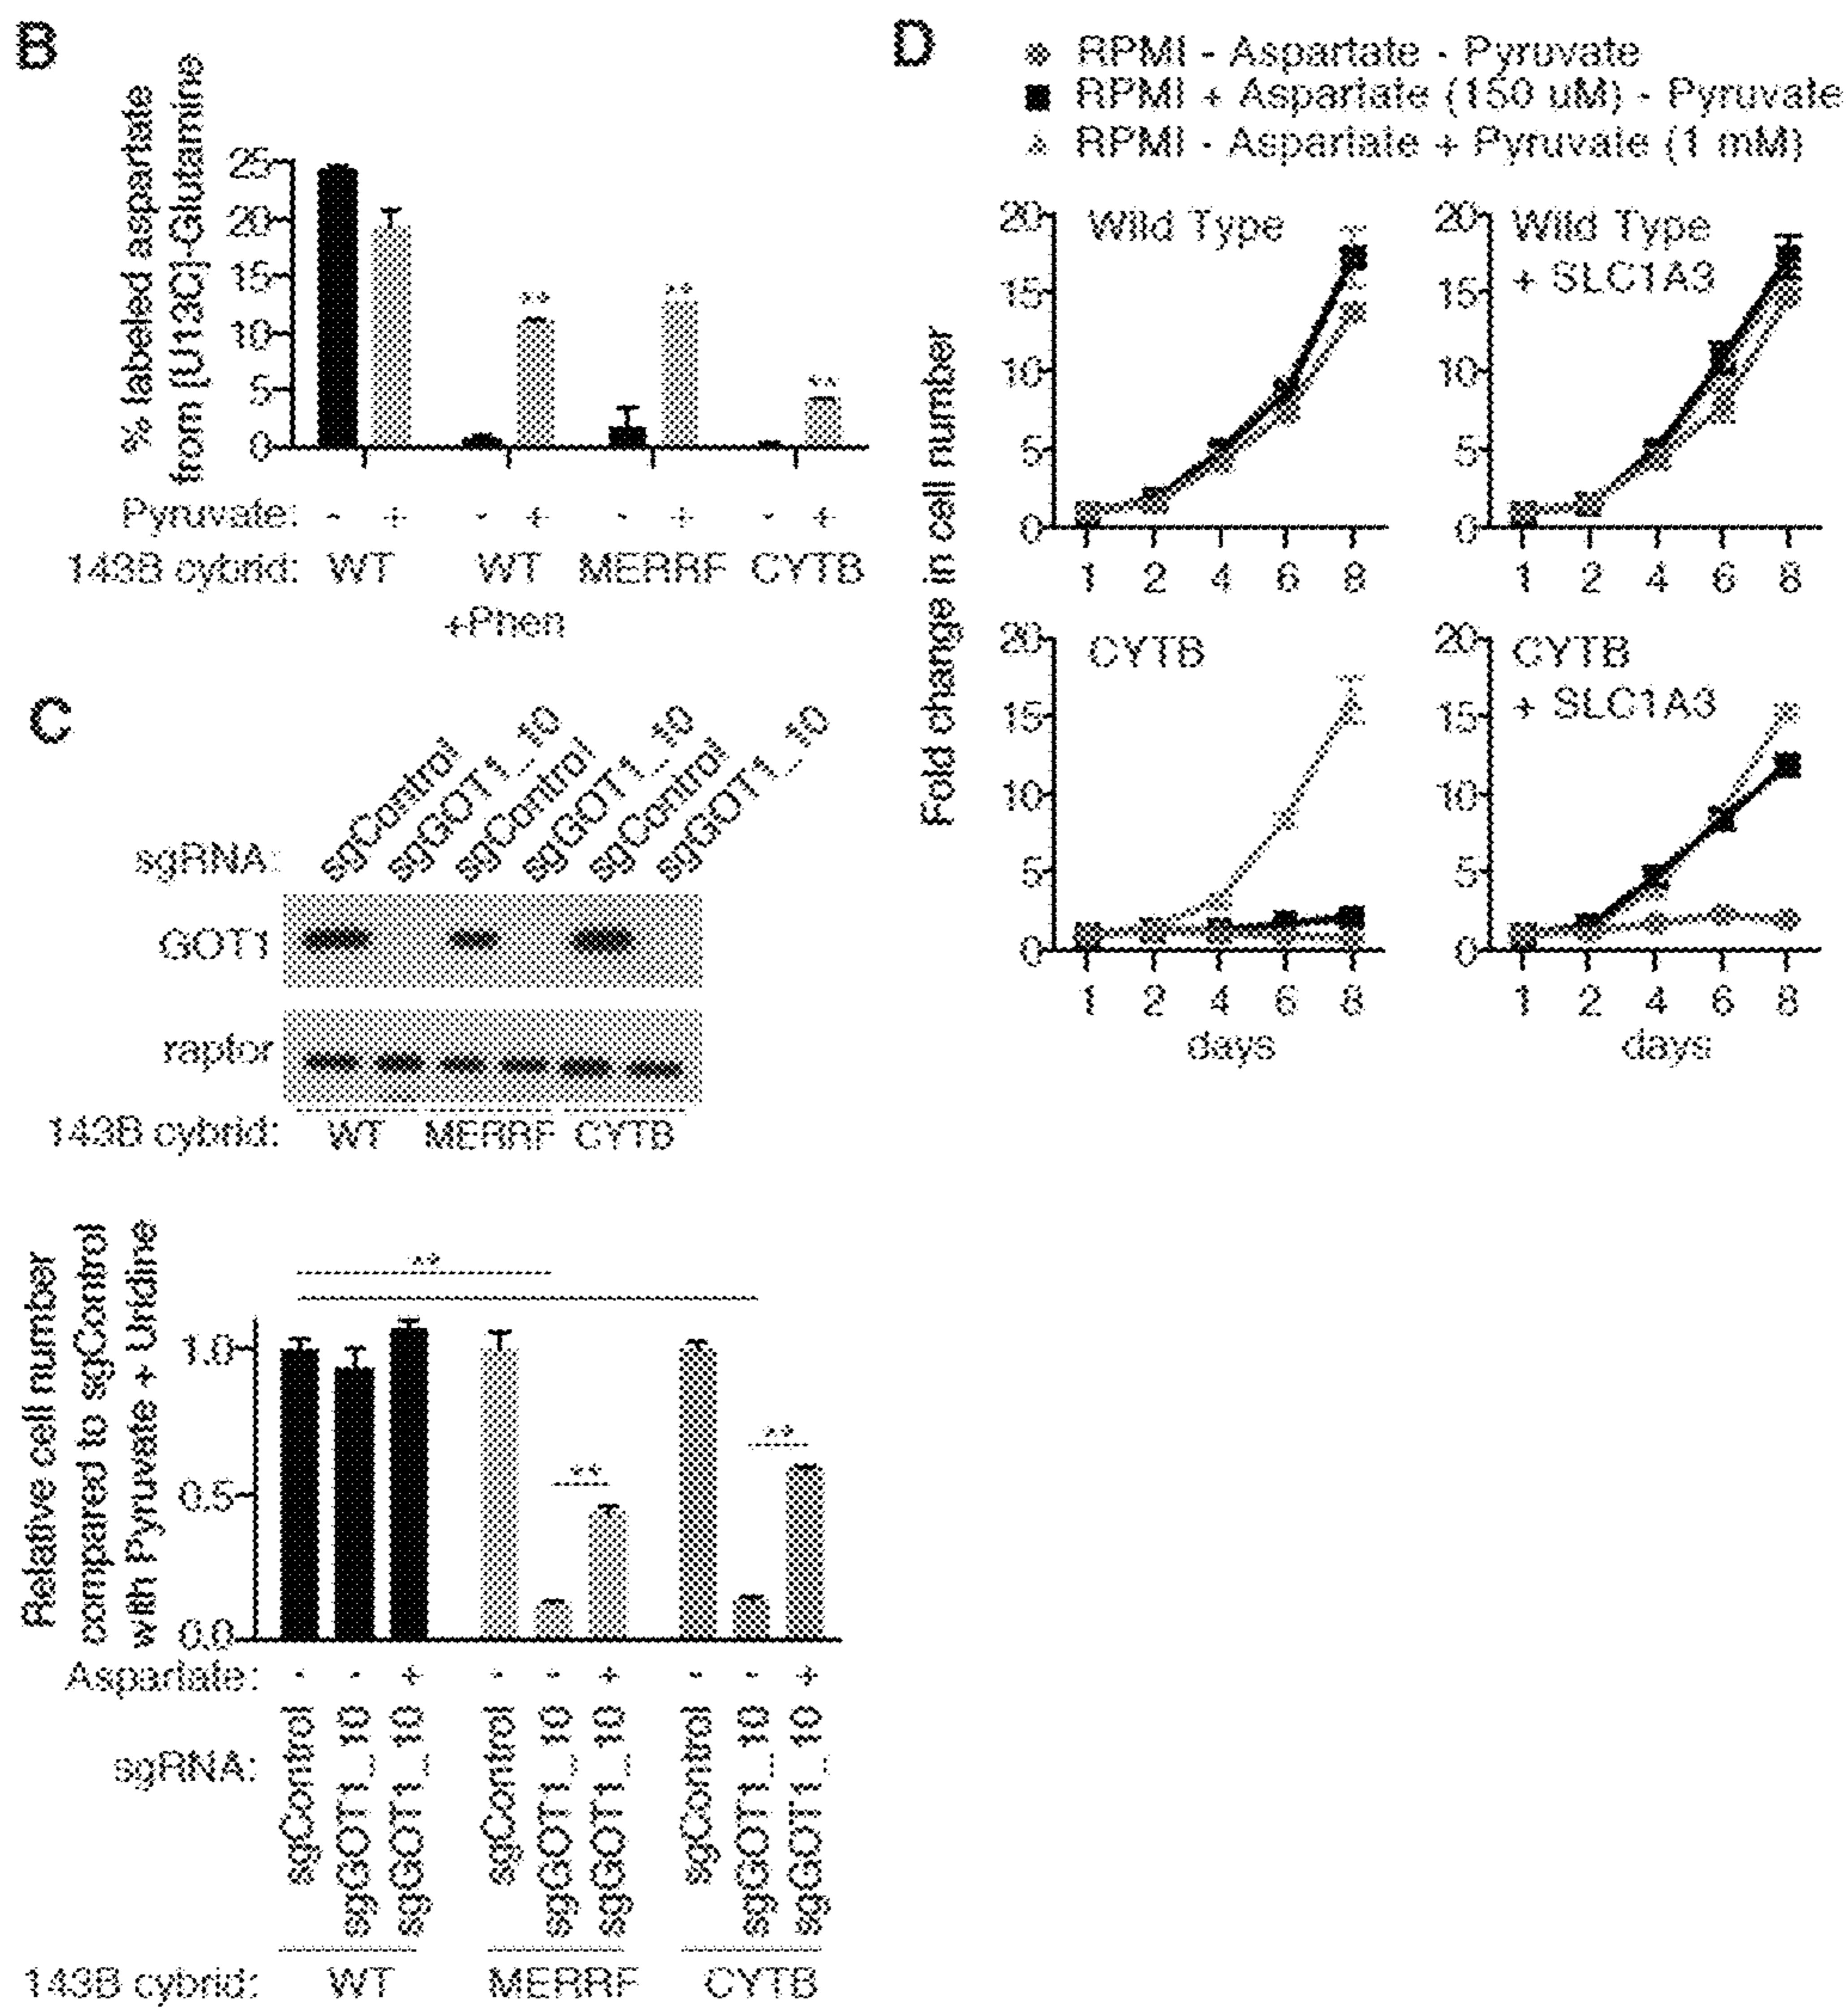 B
% labeled aspartate
from [U13C]-Glutamine
25
20
15
10
5
0
Pyruvate: - + - + - + - +
143B cybrid: WT WT MERRF CYTB
+Phen
**
**
**
C
sgRNA: sgControl sgGOT1_10 sgControl sgGOT1_10 sgControl sgGOT1_10
GOT1
raptor
143B cybrid: WT MERRF CYTB
Relative cell number
compared to sgControl
with Pyruvate + Uridine
1.0
0.5
0.0
**
**
**
Aspartate: - - + - - + - - +
sgRNA: sgControl sgGOT1_10 sgGOT1_10 sgControl sgGOT1_10 sgGOT1_10 sgControl sgGOT1_10 sgGOT1_10
143B cybrid: WT MERRF CYTB
D
RPMI - Aspartate - Pyruvate
RPMI + Aspartate (150 uM) - Pyruvate
RPMI - Aspartate + Pyruvate (1 mM)
Fold change in cell number
Wild Type
20
15
10
5
0
1 2 4 6 8
Wild Type
+ SLC1A3
20
15
10
5
0
1 2 4 6 8
CYTB
20
15
10
5
0
1 2 4 6 8
days
CYTB
+ SLC1A3
20
15
10
5
0
1 2 4 6 8
days